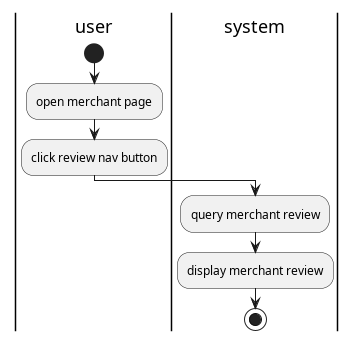 user
system
open merchant page
click review nav button
query merchant review
display merchant review